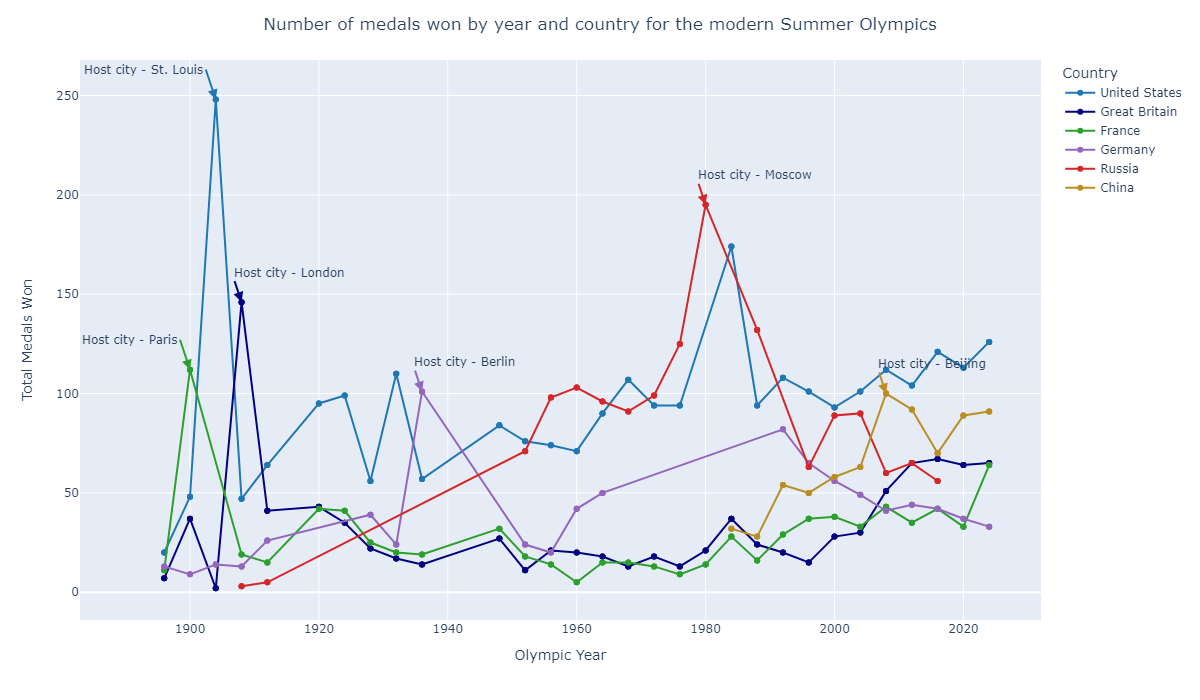 Number of medals won by year and country for the modern Summer Olympics
Host city - St. Louis
Host city - Moscow
Host city - London
Host city - Paris
Host city - Berlin
Host city - Beijing
Country
United States
Great Britain
France
Germany
Russia
China
Total Medals Won
250
200
150
100
50
0
1900 1920 1940 1960 1980 2000 2020
Olympic Year